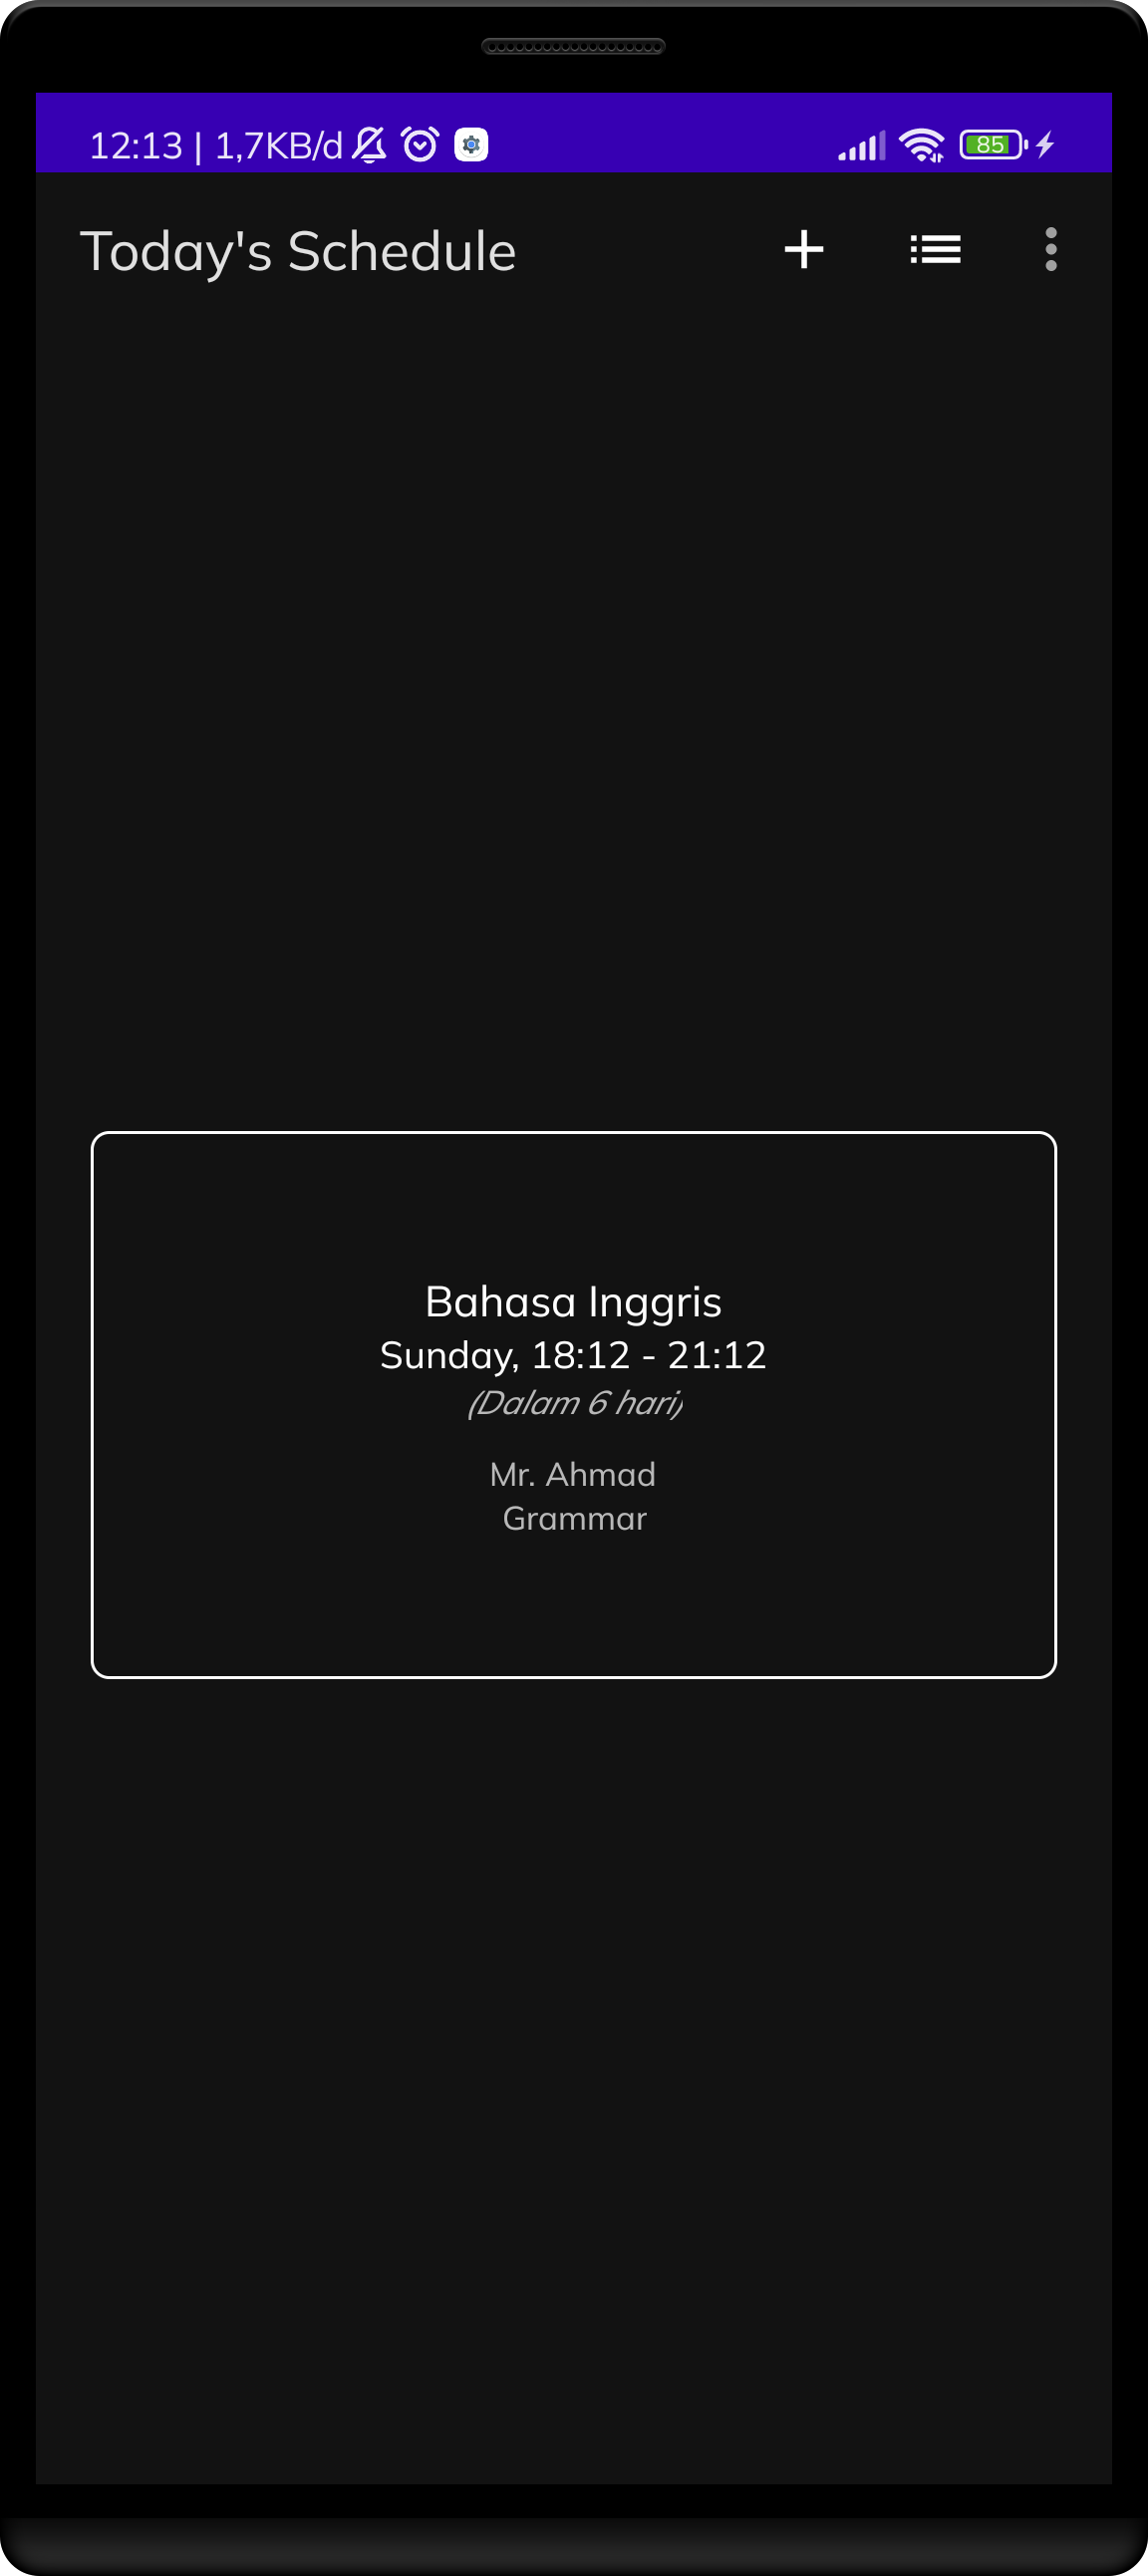 12:13 | 1,7KB/d
85
Today's Schedule
Bahasa Inggris
Sunday, 18:12 - 21:12
(Dalam 6 hari)
Mr. Ahmad
Grammar